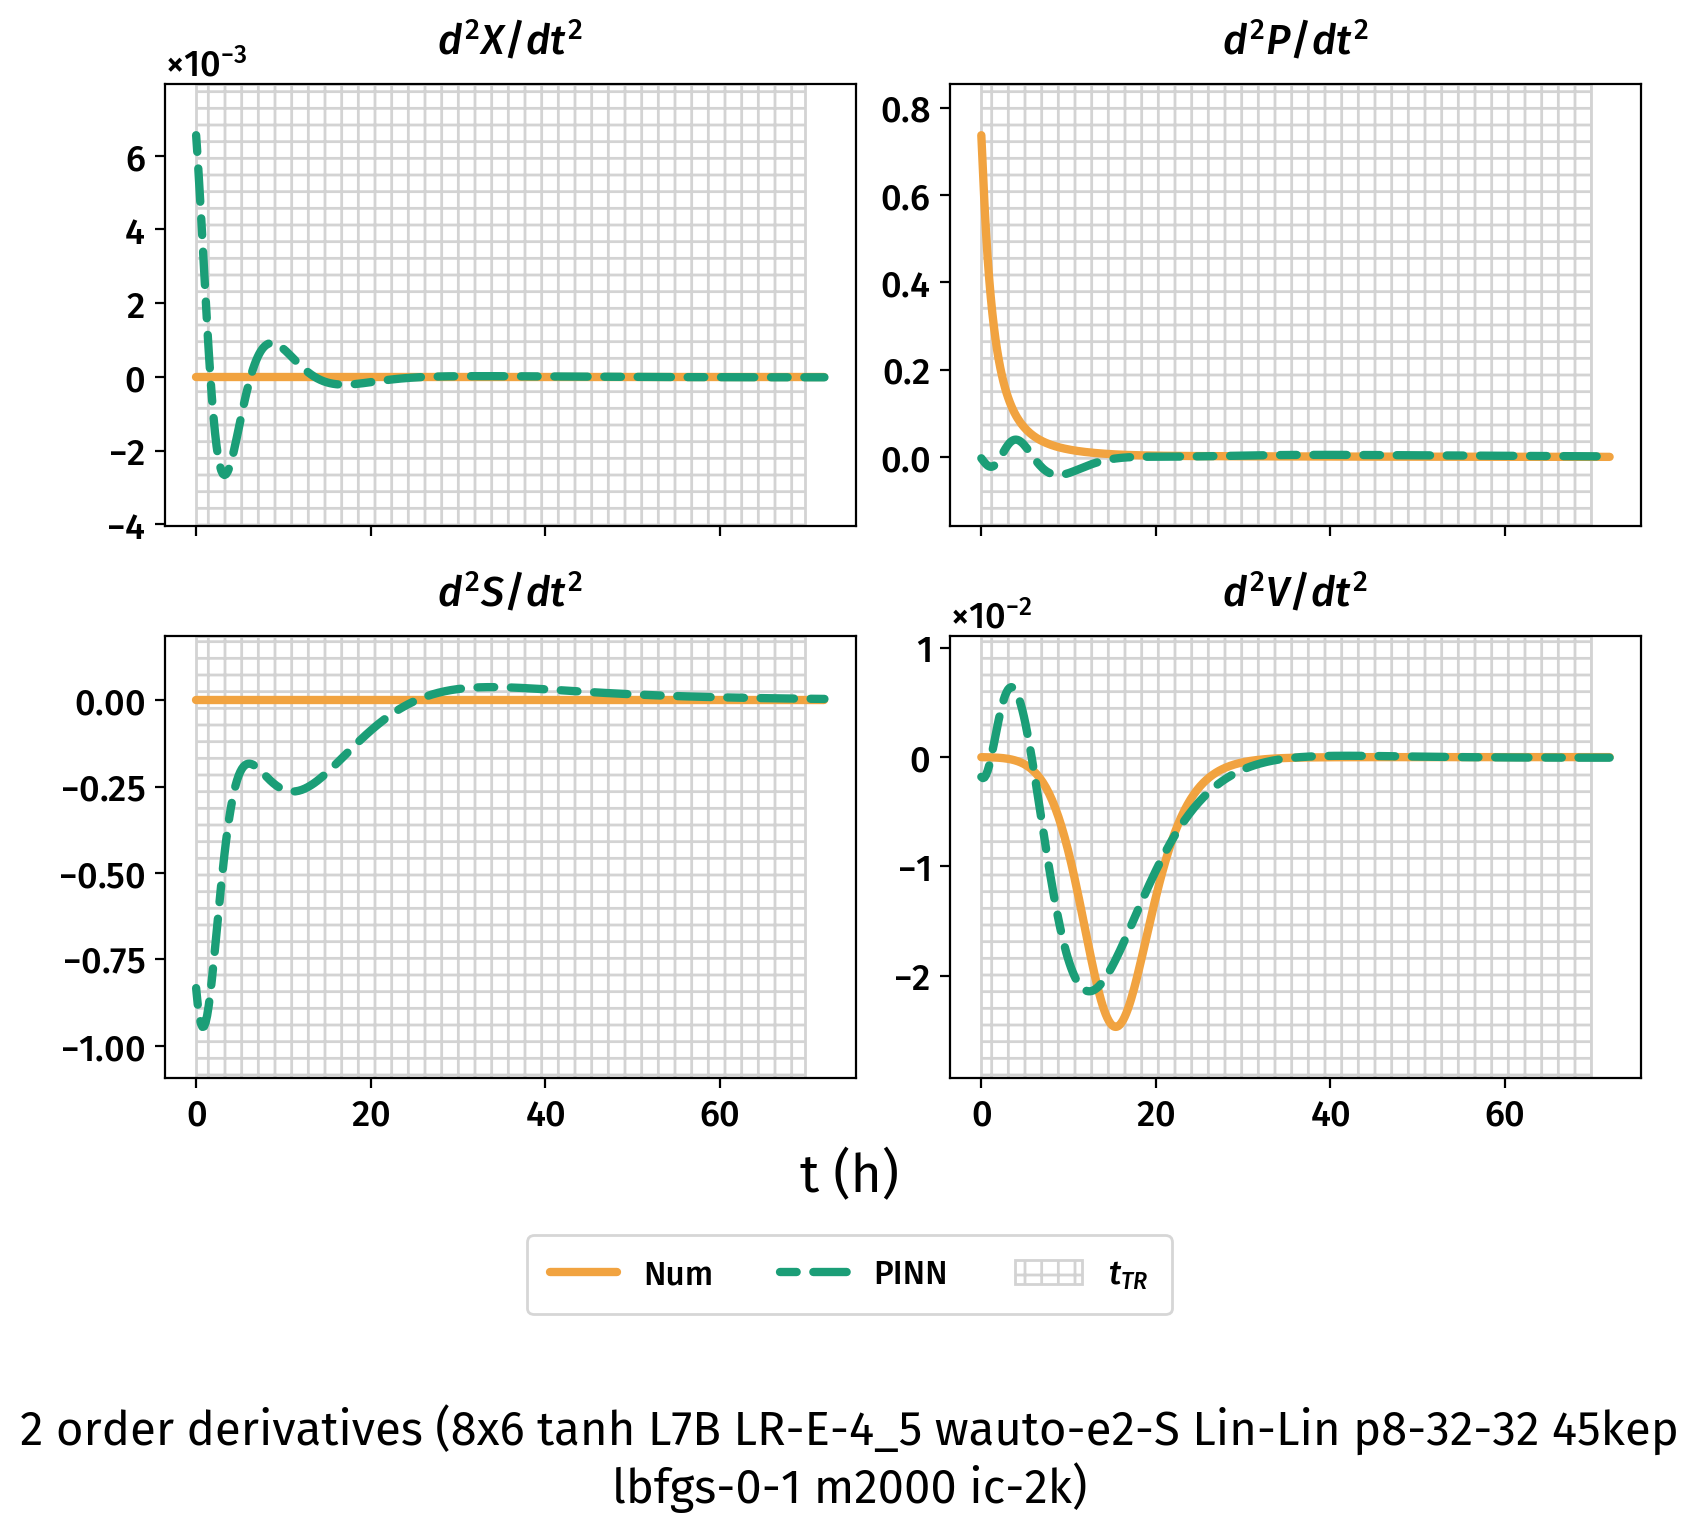 d²X/dt²
×10⁻³
6
4
2
0
−2
−4
d²P/dt²
0.8
0.6
0.4
0.2
0.0
d²S/dt²
0.00
−0.25
−0.50
−0.75
−1.00
0 20 40 60
d²V/dt²
×10⁻²
1
0
−1
−2
0 20 40 60
t (h)
Num PINN t_TR
2 order derivatives (8x6 tanh L7B LR-E-4_5 wauto-e2-S Lin-Lin p8-32-32 45kep
lbfgs-0-1 m2000 ic-2k)